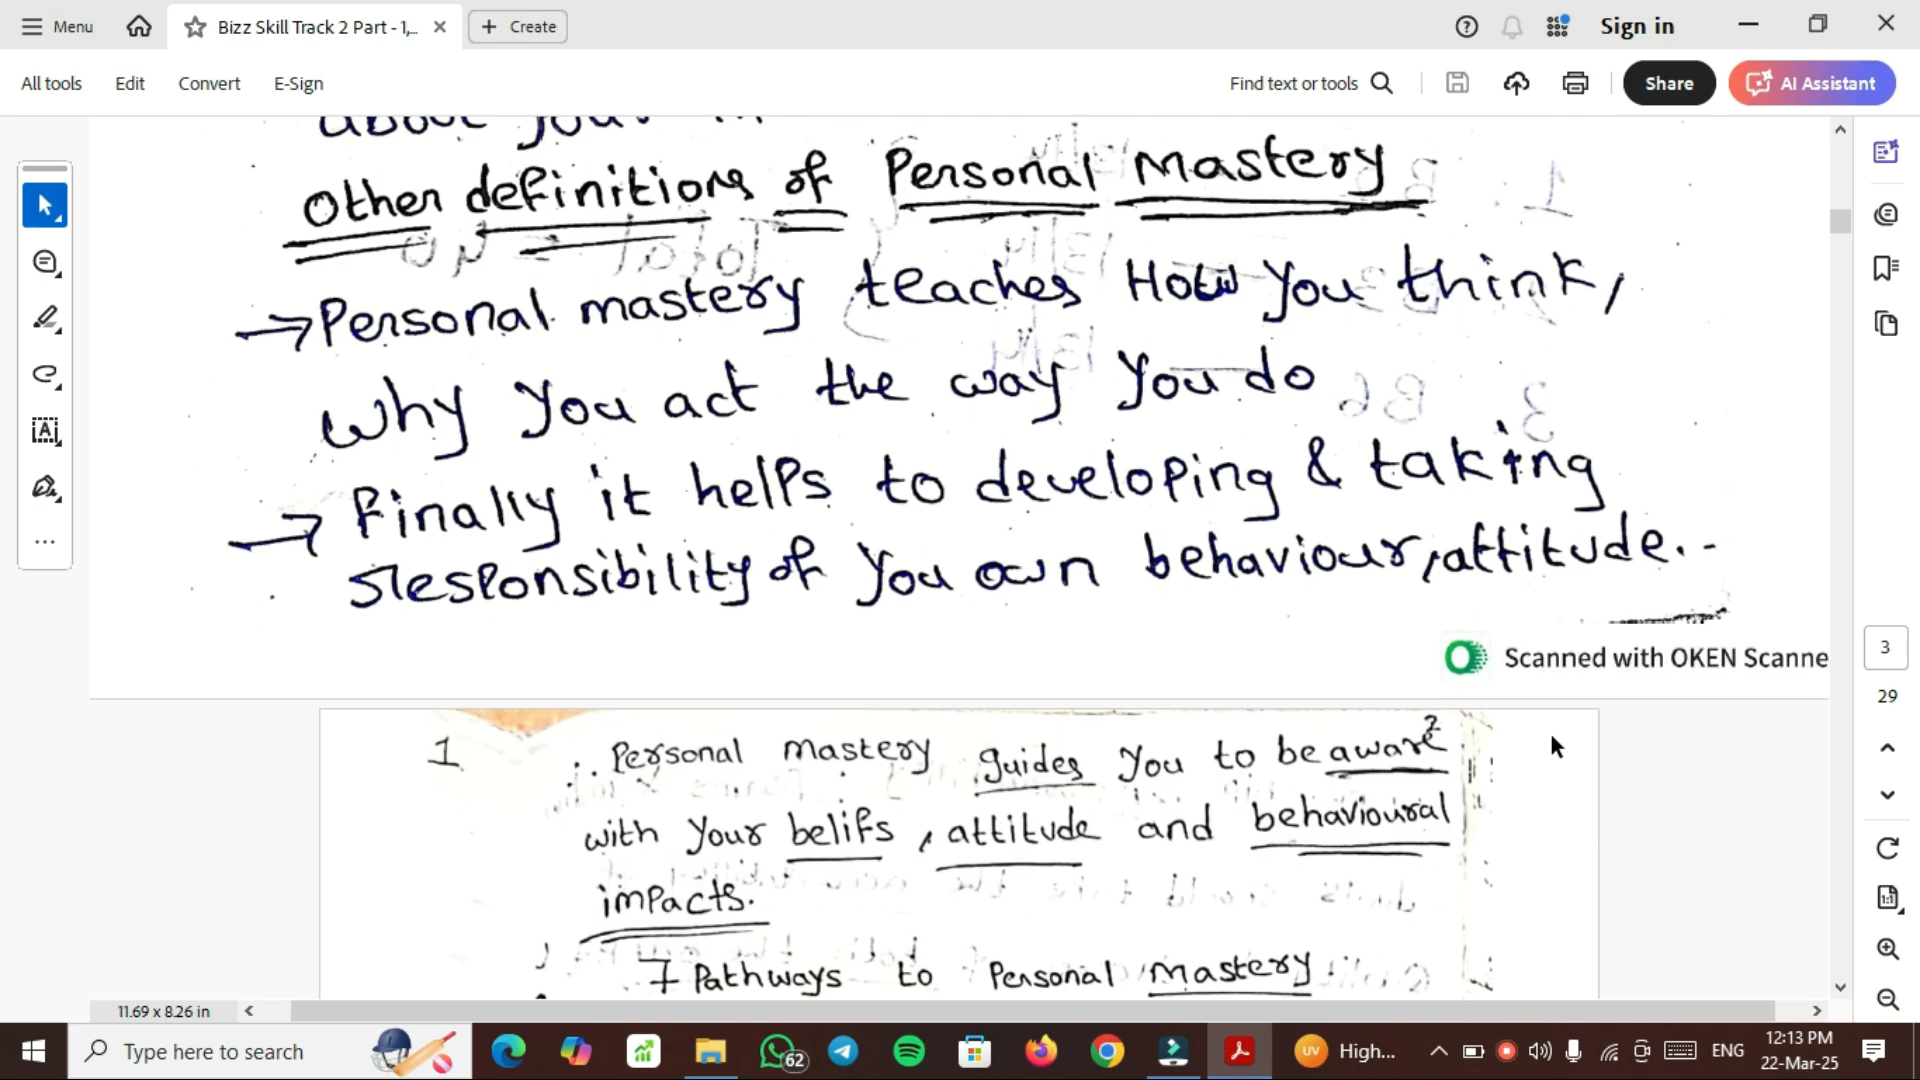 Menu
Bizz Skill Track 2 Part - 1,...
Create
Sign in
All tools
Edit
Convert
E-Sign
Find text or tools
Share
AI Assistant
Other definitions of Personal Mastery
→ Personal mastery teaches How You think,
why You act the way You do
→ Finally it helps to developing & taking
responsibility of You own behaviour, attitude.
Scanned with OKEN Scanne
3
29
1
2
∴ Personal mastery guides You to be aware
with Your belifs, attitude and behavioural
impacts.
7 Pathways to Personal mastery
11.69 x 8.26 in
Type here to search
62
UV
High...
ENG
12:13 PM
22-Mar-25